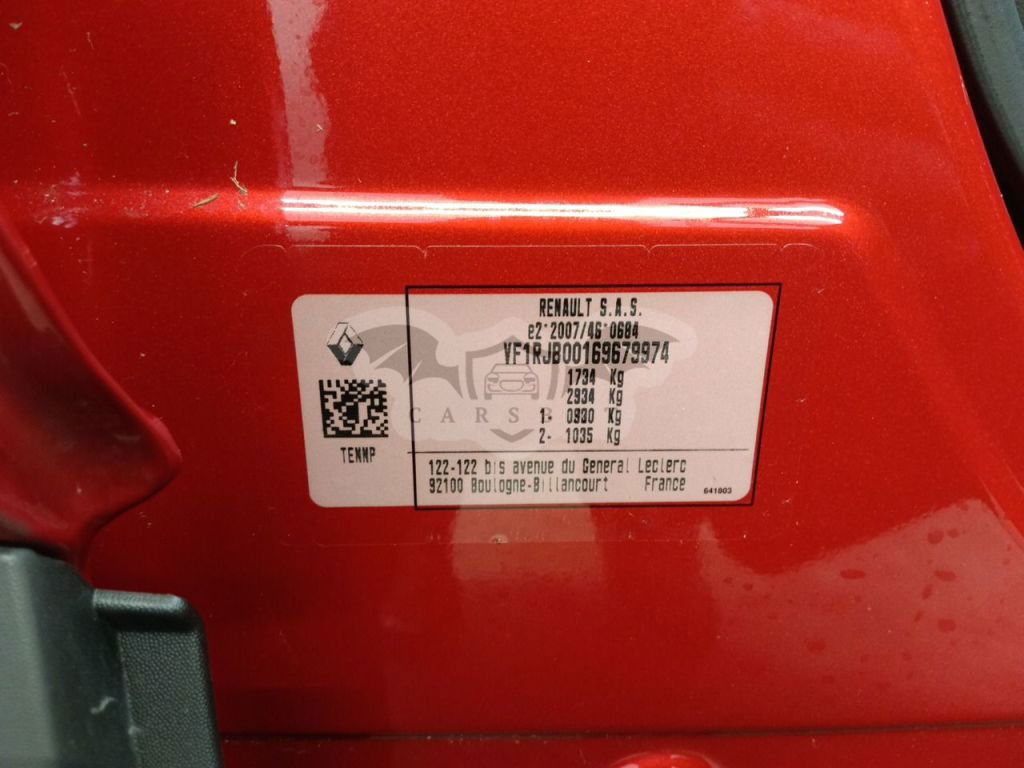 RENAULT S.A.S.
e2*2007/46*0684
VF1RJB00169679974
1734 Kg
2934 Kg
1- 0930 Kg
2- 1035 Kg
TENMP
122-122 bis avenue du General Leclerc
92100 Boulogne-Billancourt France
641803